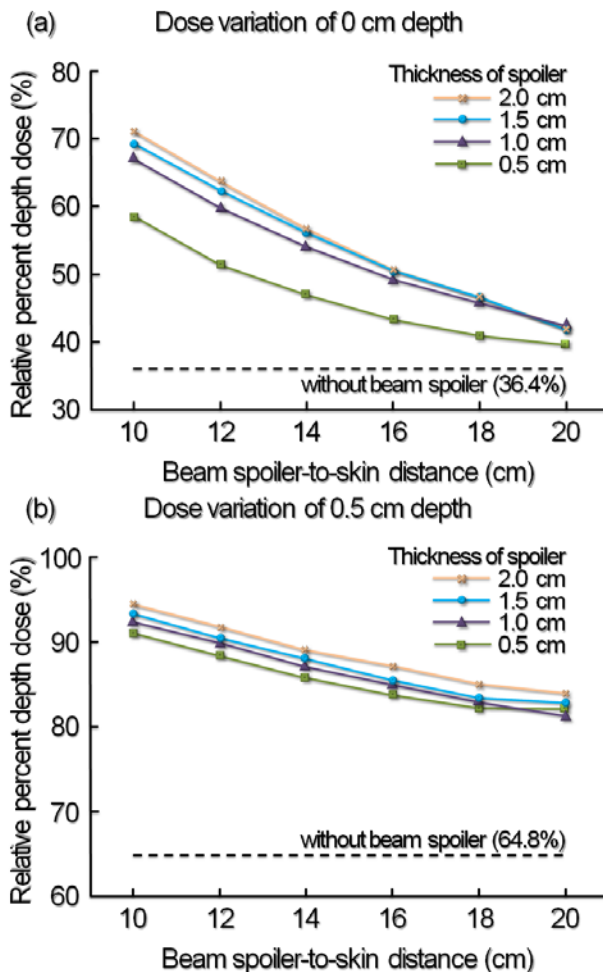 (a) Dose variation of 0 cm depth
Relative percent depth dose (%)
80
70
60
50
40
30
Thickness of spoiler
2.0 cm
1.5 cm
1.0 cm
0.5 cm
without beam spoiler (36.4%)
10 12 14 16 18 20
Beam spoiler-to-skin distance (cm)
(b) Dose variation of 0.5 cm depth
Relative percent depth dose (%)
100
90
80
70
60
Thickness of spoiler
2.0 cm
1.5 cm
1.0 cm
0.5 cm
without beam spoiler (64.8%)
10 12 14 16 18 20
Beam spoiler-to-skin distance (cm)